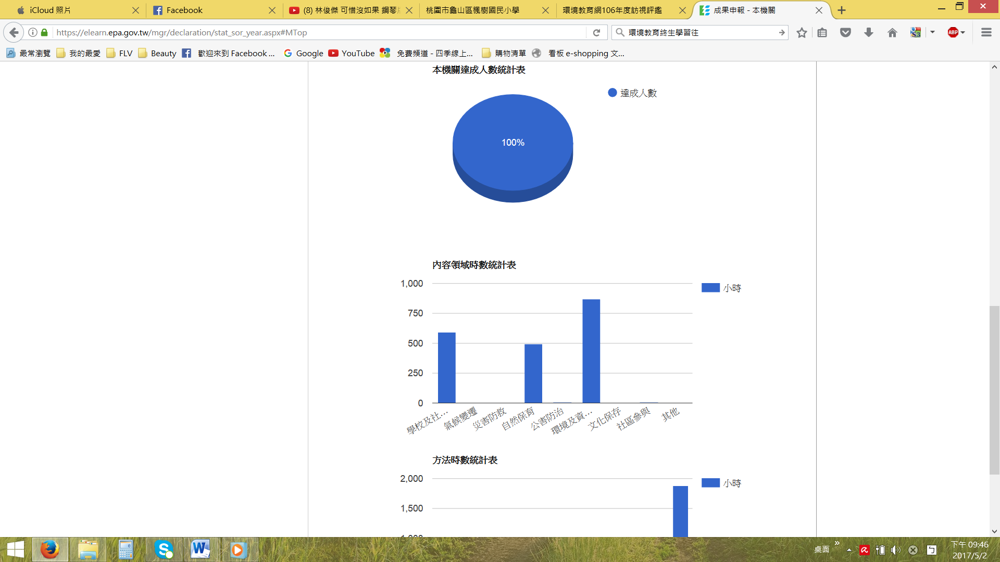 iCloud 照片
Facebook
(8) 林俊傑 可惜沒如果 鋼琴
桃園市龜山區楓樹國民小學
環境教育網106年度訪視評鑑
成果申報 - 本機關
https://elearn.epa.gov.tw/mgr/declaration/stat_sor_year.aspx#MTop
環境教育終生學習往
S3
ABP
最常瀏覽
我的最愛
FLV
Beauty
歡迎來到 Facebook ...
Google
YouTube
免費頻道 - 四季線上...
購物清單
看板 e-shopping 文...
本機關達成人數統計表
達成人數
100%
內容領域時數統計表
小時
1,000
750
500
250
0
學校及社...
氣候變遷
災害防救
自然保育
公害防治
環境及資...
文化保存
社區參與
其他
方法時數統計表
小時
2,000
1,500
1,000
桌面
下午 09:46
2017/5/2